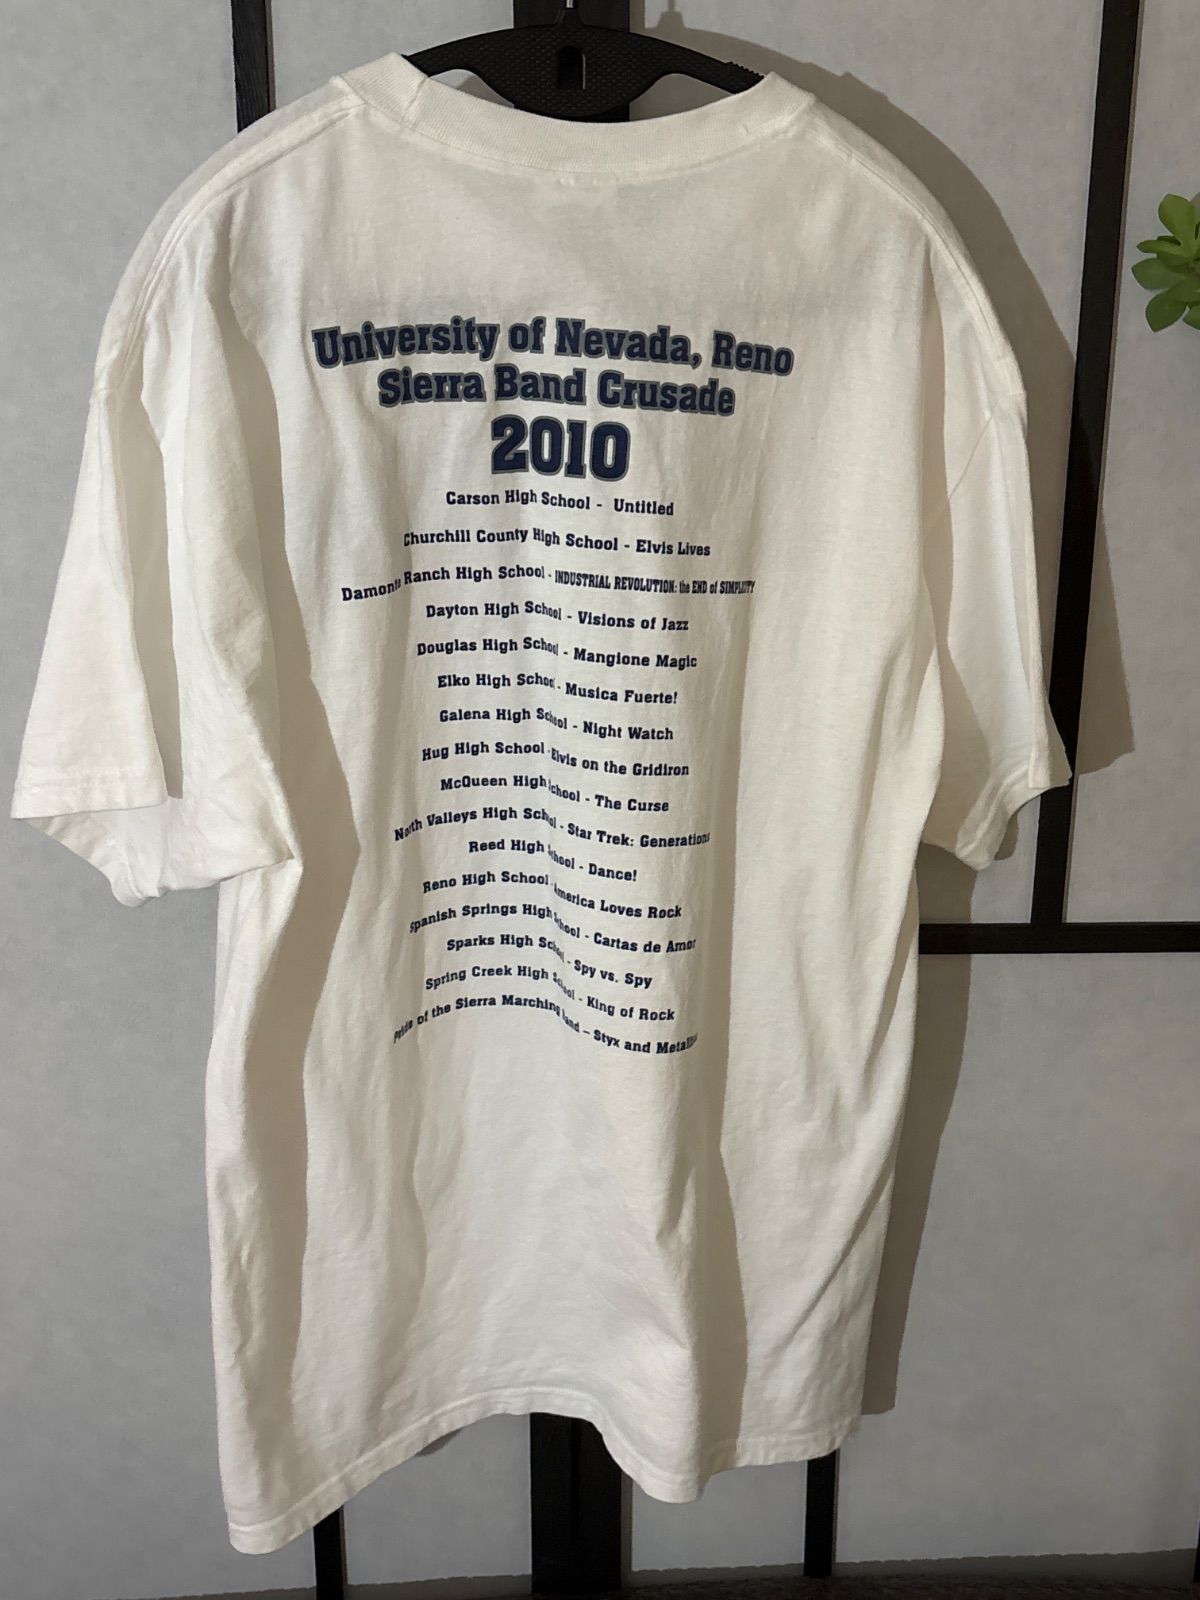 University of Nevada, Reno
Sierra Band Crusade
2010
Carson High School - Untitled
Churchill County High School - Elvis Lives
Damonte Ranch High School - INDUSTRIAL REVOLUTION: the END of SIMPLICITY
Dayton High School - Visions of Jazz
Douglas High School - Mangione Magic
Elko High School - Musica Fuerte!
Galena High School - Night Watch
Hug High School - Elvis on the Gridiron
McQueen High School - The Curse
North Valleys High School - Star Trek: Generations
Reed High School - Dance!
Reno High School - America Loves Rock
Spanish Springs High School - Cartas de Amor
Sparks High School - Spy vs. Spy
Spring Creek High School - King of Rock
Pride of the Sierra Marching Band – Styx and